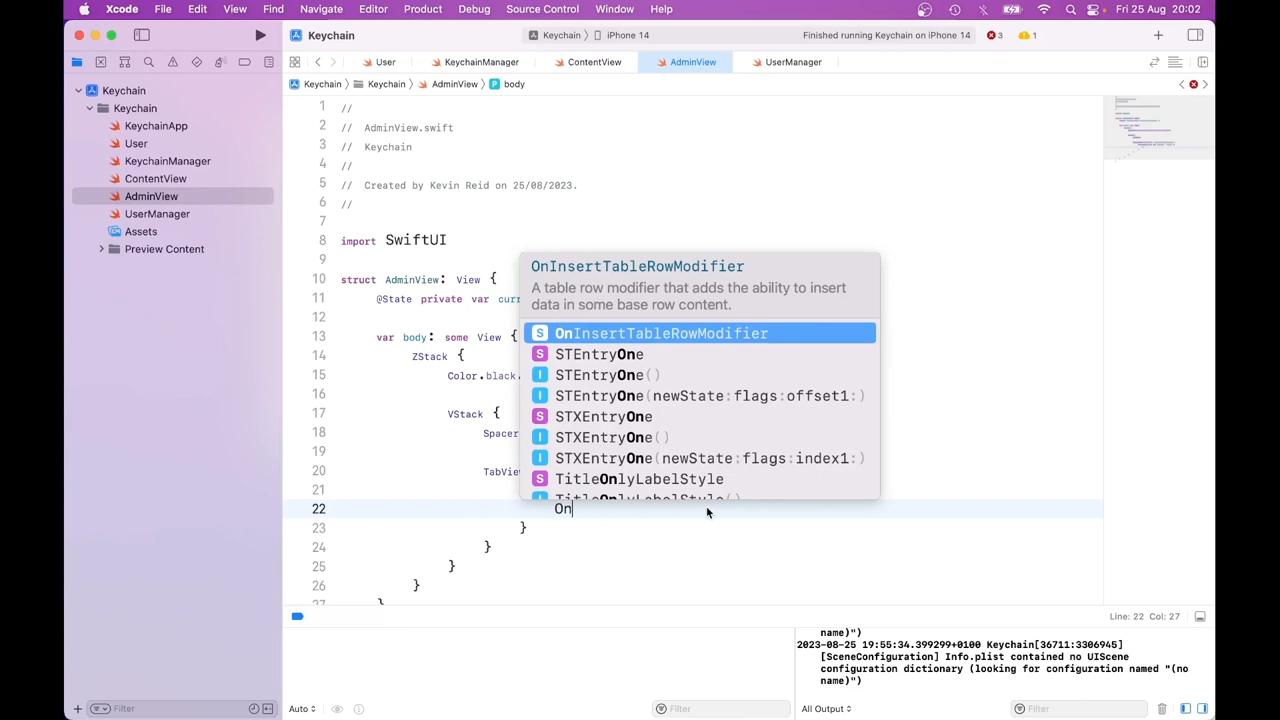 Xcode File Edit View Find Navigate Editor Product Debug Source Control Window Help Fri 25 Aug 20:02
Keychain Keychain iPhone 14 Finished running Keychain on iPhone 14 3 1
User KeychainManager ContentView AdminView UserManager
Keychain Keychain AdminView body
Keychain
Keychain
KeychainApp
User
KeychainManager
ContentView
AdminView
UserManager
Assets
Preview Content
1 //
2 // AdminView.swift
3 // Keychain
4 //
5 // Created by Kevin Reid on 25/08/2023.
6 //
7
8 import SwiftUI
9
10 struct AdminView: View {
11 @State private var curr
12
13 var body: some View {
14 ZStack {
15 Color.black.
16
17 VStack {
18 Spacer
19
20 TabView
21
22 On
23 }
24 }
25 }
26 }
27 }
OnInsertTableRowModifier
A table row modifier that adds the ability to insert
data in some base row content.
S OnInsertTableRowModifier
S STEntryOne
I STEntryOne()
I STEntryOne(newState:flags:offset1:)
S STXEntryOne
I STXEntryOne()
I STXEntryOne(newState:flags:index1:)
S TitleOnlyLabelStyle
I TitleOnlyLabelStyle()
Line: 22 Col: 27
name)")
2023-08-25 19:55:34.399299+0100 Keychain[36711:3306945]
[SceneConfiguration] Info.plist contained no UIScene
configuration dictionary (looking for configuration named "(no
name)")
Filter Auto Filter All Output Filter